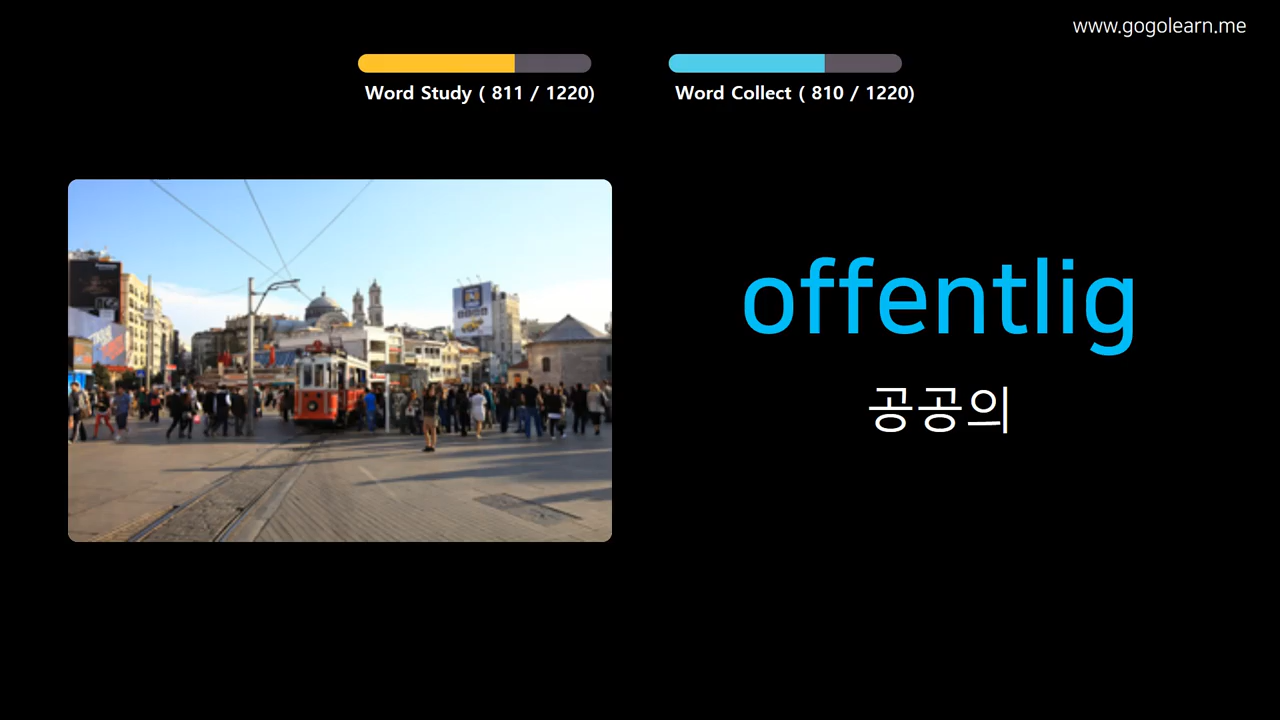 www.gogolearn.me
Word Study ( 811 / 1220)
Word Collect ( 810 / 1220)
offentlig
공공의